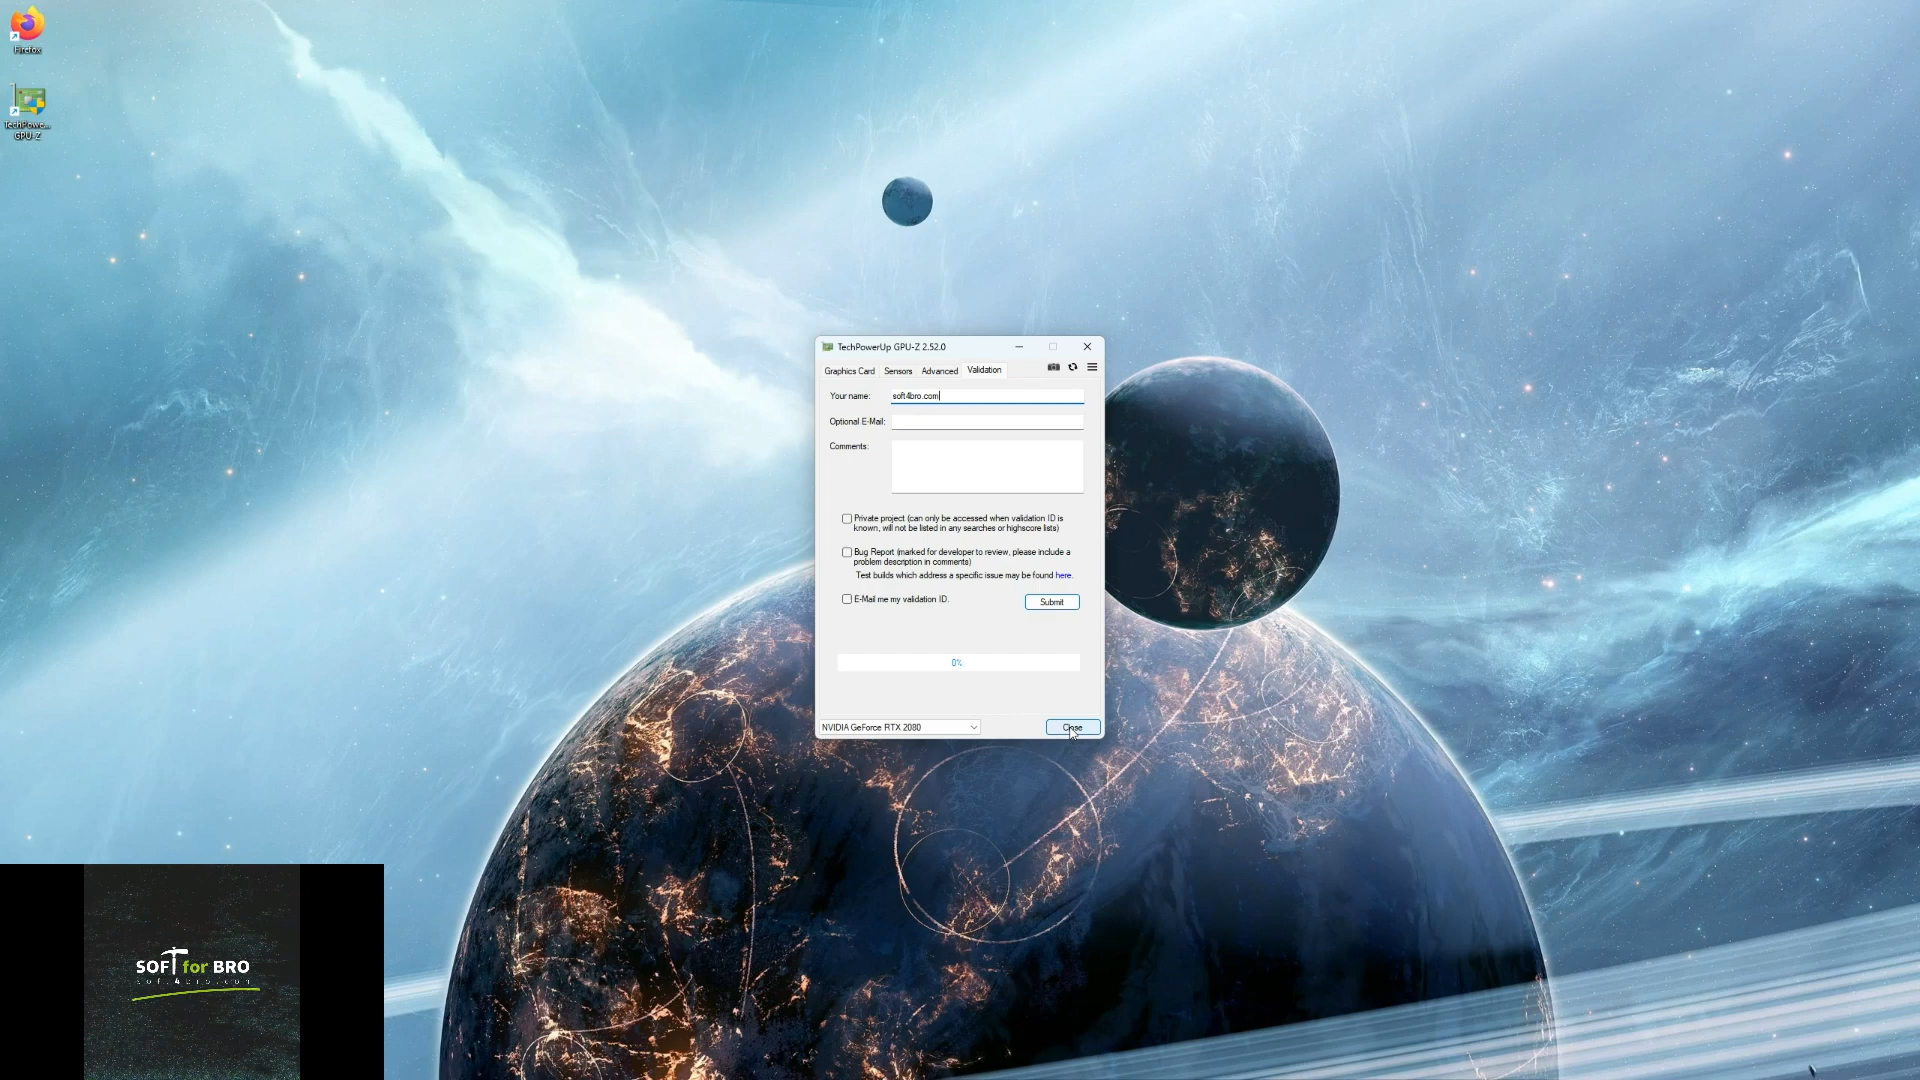 Firefox
TechPowe...
GPU-Z
TechPowerUp GPU-Z 2.52.0
Graphics Card
Sensors
Advanced
Validation
Your name:
soft4bro.com
Optional E-Mail:
Comments:
Private project (can only be accessed when validation ID is
known, will not be listed in any searches or highscore lists)
Bug Report (marked for developer to review, please include a
problem description in comments)
Test builds which address a specific issue may be found here.
E-Mail me my validation ID.
Submit
0%
NVIDIA GeForce RTX 2080
Close
SOFT for BRO
soft4bro.com